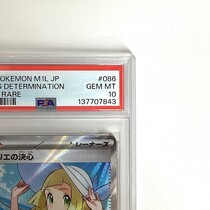 POKEMON M1L JP #086
S DETERMINATION GEM MT
RARE 10
PSA 137707843
トレーナーズ
リエの決心